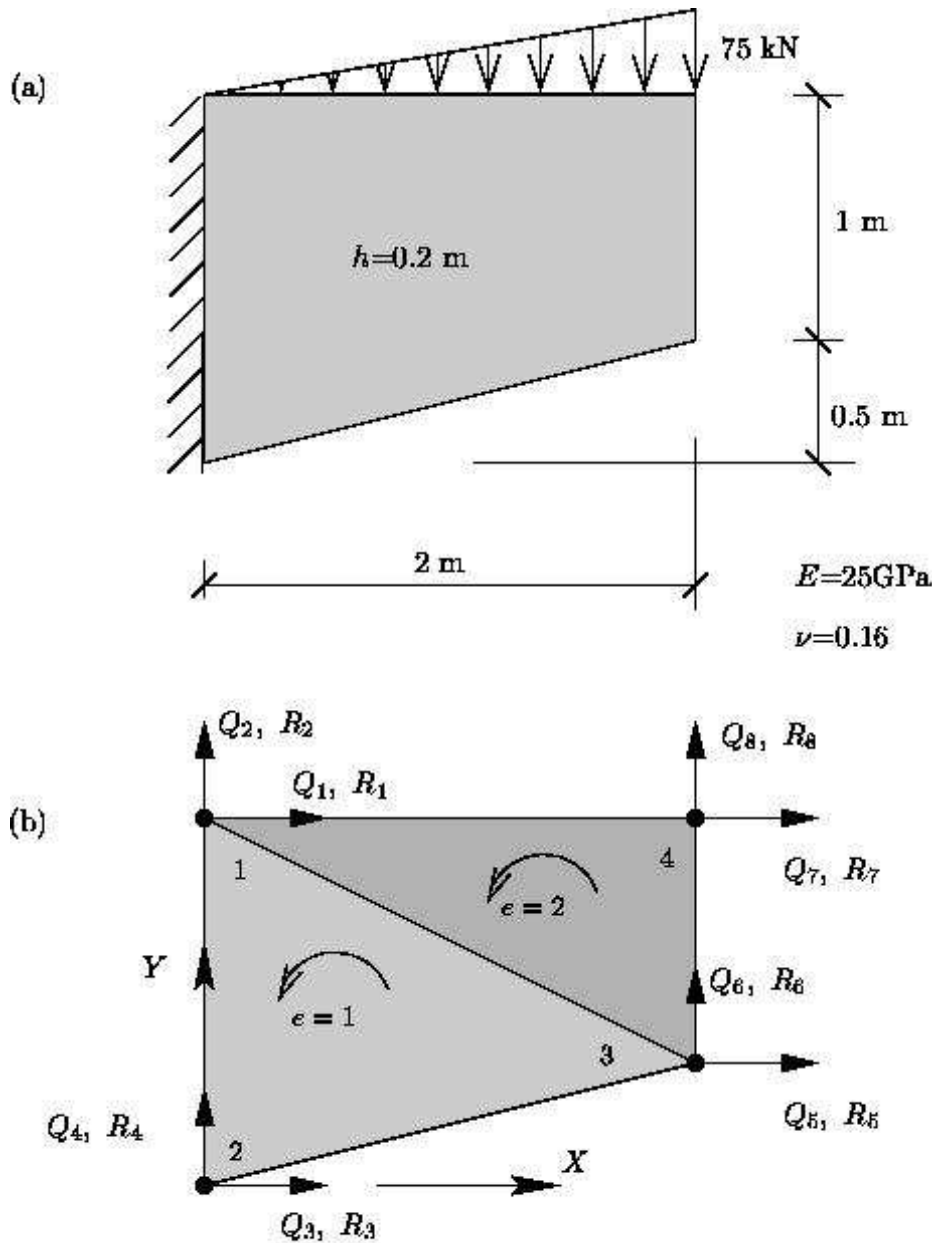 75 kN
(a)
1 m
h=0.2 m
0.5 m
2 m
E=25GPa
ν=0.16
Q2, R2
Q8, R8
Q1, R1
(b)
1
4
Q7, R7
e = 2
Y
Q6, R6
e = 1
3
Q4, R4
Q5, R5
2
X
Q3, R3